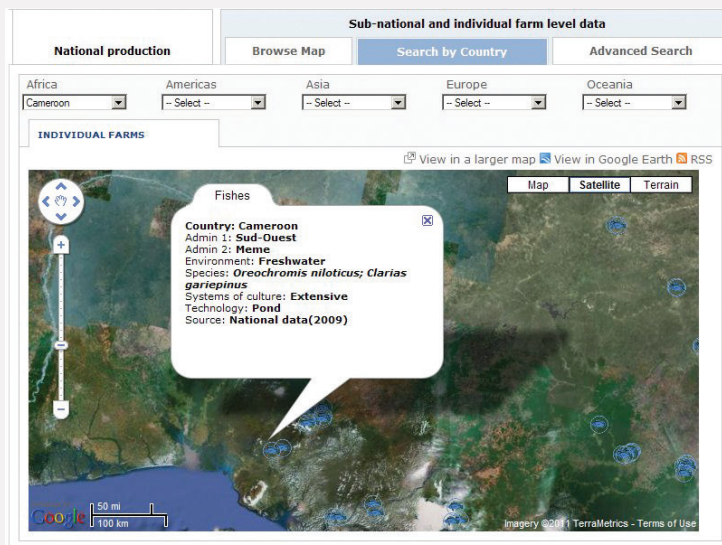 Sub-national and individual farm level data
National production
Browse Map
Search by Country
Advanced Search
Africa
Americas
Asia
Europe
Oceania
Cameroon
-- Select --
-- Select --
-- Select --
-- Select --
INDIVIDUAL FARMS
View in a larger map View in Google Earth RSS
Map
Satellite
Terrain
Fishes
Country: Cameroon
Admin 1: Sud-Ouest
Admin 2: Meme
Environment: Freshwater
Species: Oreochromis niloticus; Clarias
gariepinus
Systems of culture: Extensive
Technology: Pond
Source: National data(2009)
50 mi
100 km
Google
Imagery ©2011 TerraMetrics - Terms of Use